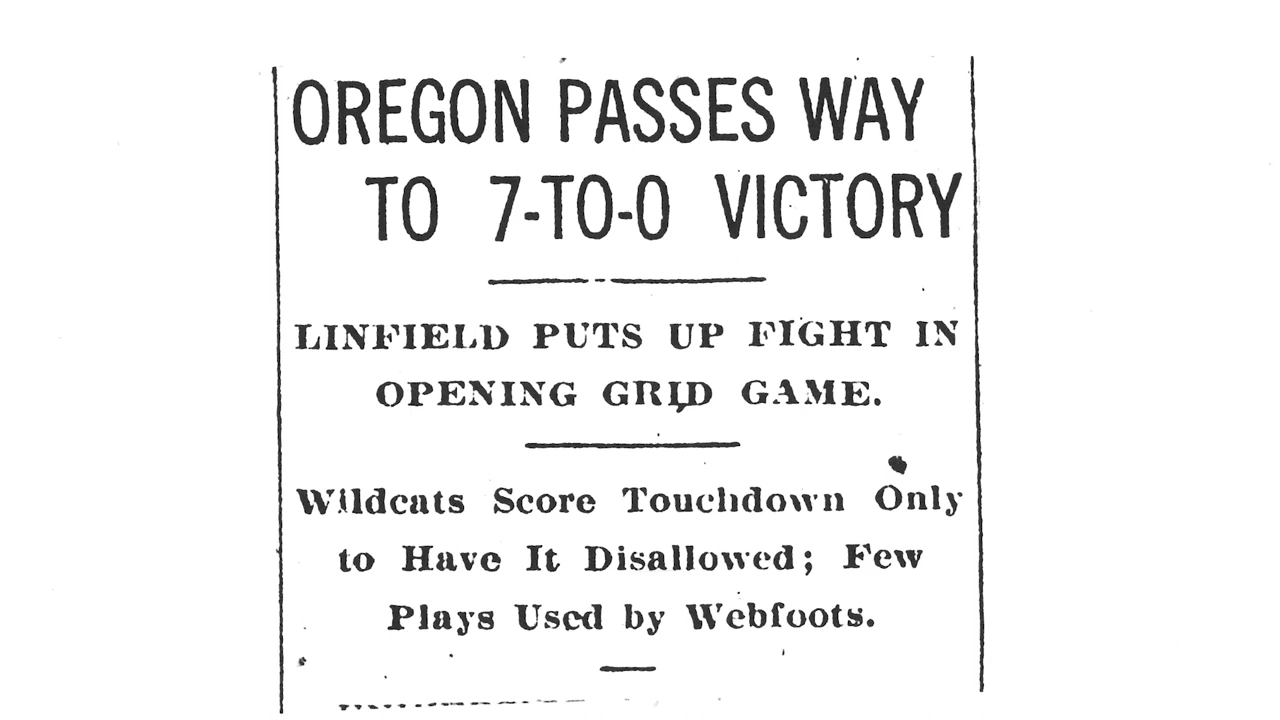 OREGON PASSES WAY
TO 7-TO-0 VICTORY
LINFIELD PUTS UP FIGHT IN
OPENING GRID GAME.
Wildcats Score Touchdown Only
to Have It Disallowed; Few
Plays Used by Webfoots.